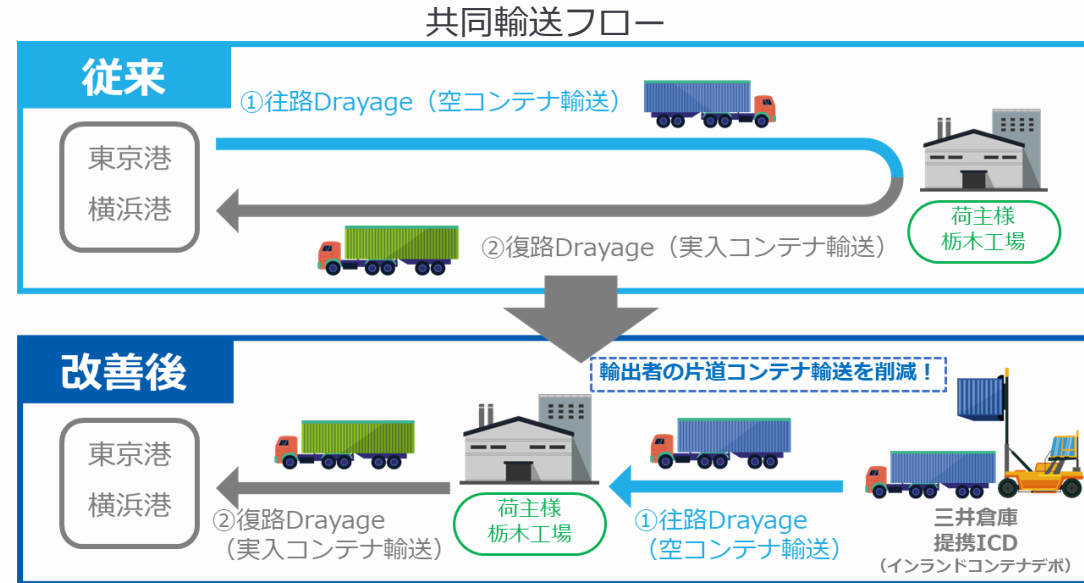 共同輸送フロー
従来
①往路Drayage（空コンテナ輸送）
東京港
横浜港
荷主様
栃木工場
②復路Drayage（実入コンテナ輸送）
改善後
輸出者の片道コンテナ輸送を削減！
東京港
横浜港
②復路Drayage
（実入コンテナ輸送）
荷主様
栃木工場
①往路Drayage
（空コンテナ輸送）
三井倉庫
提携ICD
（インランドコンテナデポ）